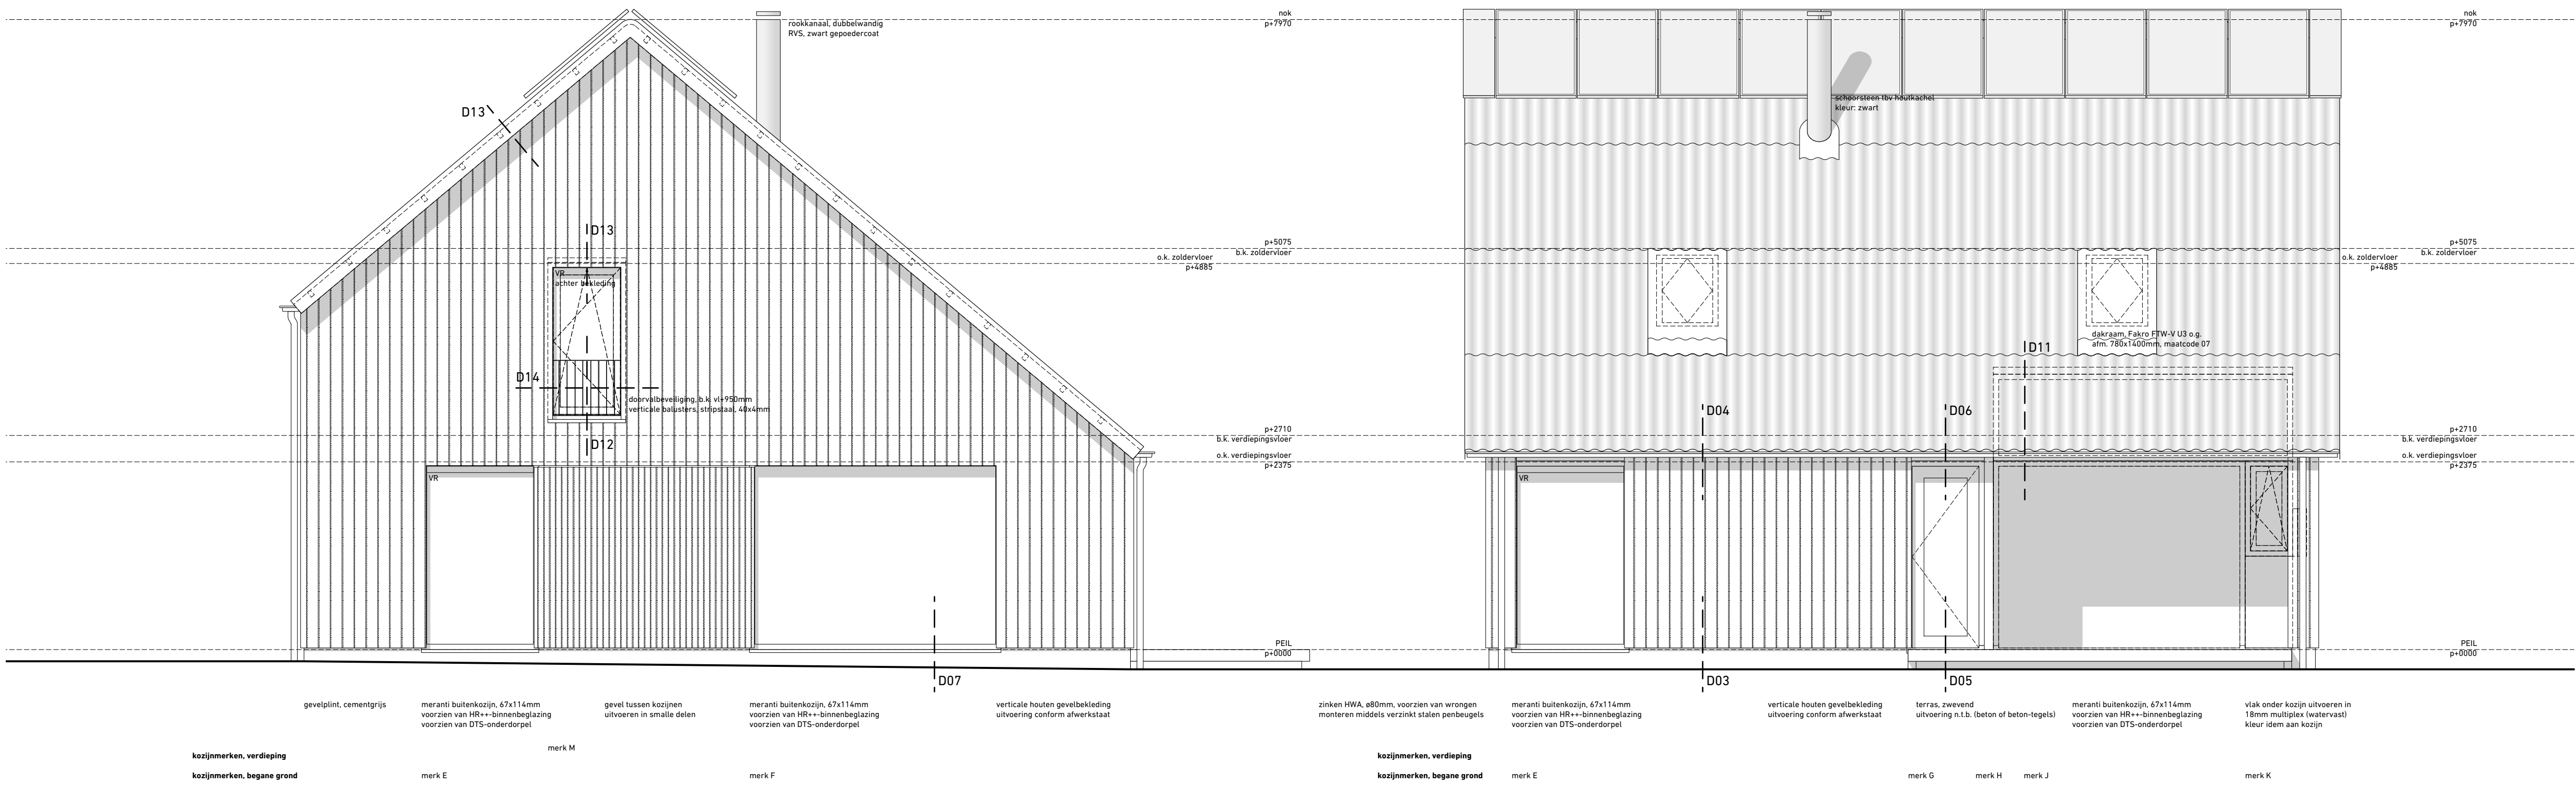 rookkanaal, dubbelwandig
RVS, zwart gepoedercoat
D13
D13
VR
achter bekleding
D14
doorvalbeveiliging, b.k. vl+950mm
verticale balusters, stripstaal, 40x4mm
D12
VR
D07
nok
p+7970
p+5075
b.k. zoldervloer
o.k. zoldervloer
p+4885
p+2710
b.k. verdiepingsvloer
o.k. verdiepingsvloer
p+2375
PEIL
p+0000
schoorsteen tbv houtkachel
kleur: zwart
dakraam, Fakro FTW-V U3 o.g.
afm. 780x1400mm, maatcode 07
D11
D04
D06
VR
D03
D05
nok
p+7970
p+5075
b.k. zoldervloer
o.k. zoldervloer
p+4885
p+2710
b.k. verdiepingsvloer
o.k. verdiepingsvloer
p+2375
PEIL
p+0000
gevelplint, cementgrijs
meranti buitenkozijn, 67x114mm
voorzien van HR++-binnenbeglazing
voorzien van DTS-onderdorpel
gevel tussen kozijnen
uitvoeren in smalle delen
meranti buitenkozijn, 67x114mm
voorzien van HR++-binnenbeglazing
voorzien van DTS-onderdorpel
verticale houten gevelbekleding
uitvoering conform afwerkstaat
zinken HWA, ø80mm, voorzien van wrongen
monteren middels verzinkt stalen penbeugels
meranti buitenkozijn, 67x114mm
voorzien van HR++-binnenbeglazing
voorzien van DTS-onderdorpel
verticale houten gevelbekleding
uitvoering conform afwerkstaat
terras, zwevend
uitvoering n.t.b. (beton of beton-tegels)
meranti buitenkozijn, 67x114mm
voorzien van HR++-binnenbeglazing
voorzien van DTS-onderdorpel
vlak onder kozijn uitvoeren in
18mm multiplex (watervast)
kleur idem aan kozijn
merk M
kozijnmerken, verdieping
kozijnmerken, begane grond
merk E
merk F
kozijnmerken, verdieping
kozijnmerken, begane grond
merk E
merk G
merk H
merk J
merk K